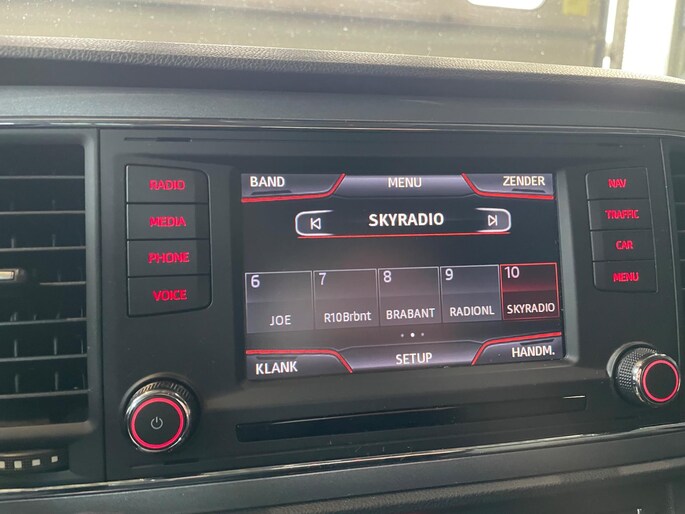 RADIO
MEDIA
PHONE
VOICE
BAND
MENU
ZENDER
SKYRADIO
6
JOE
7
R10Brbnt
8
BRABANT
9
RADIONL
10
SKYRADIO
KLANK
SETUP
HANDM.
NAV
TRAFFIC
CAR
MENU